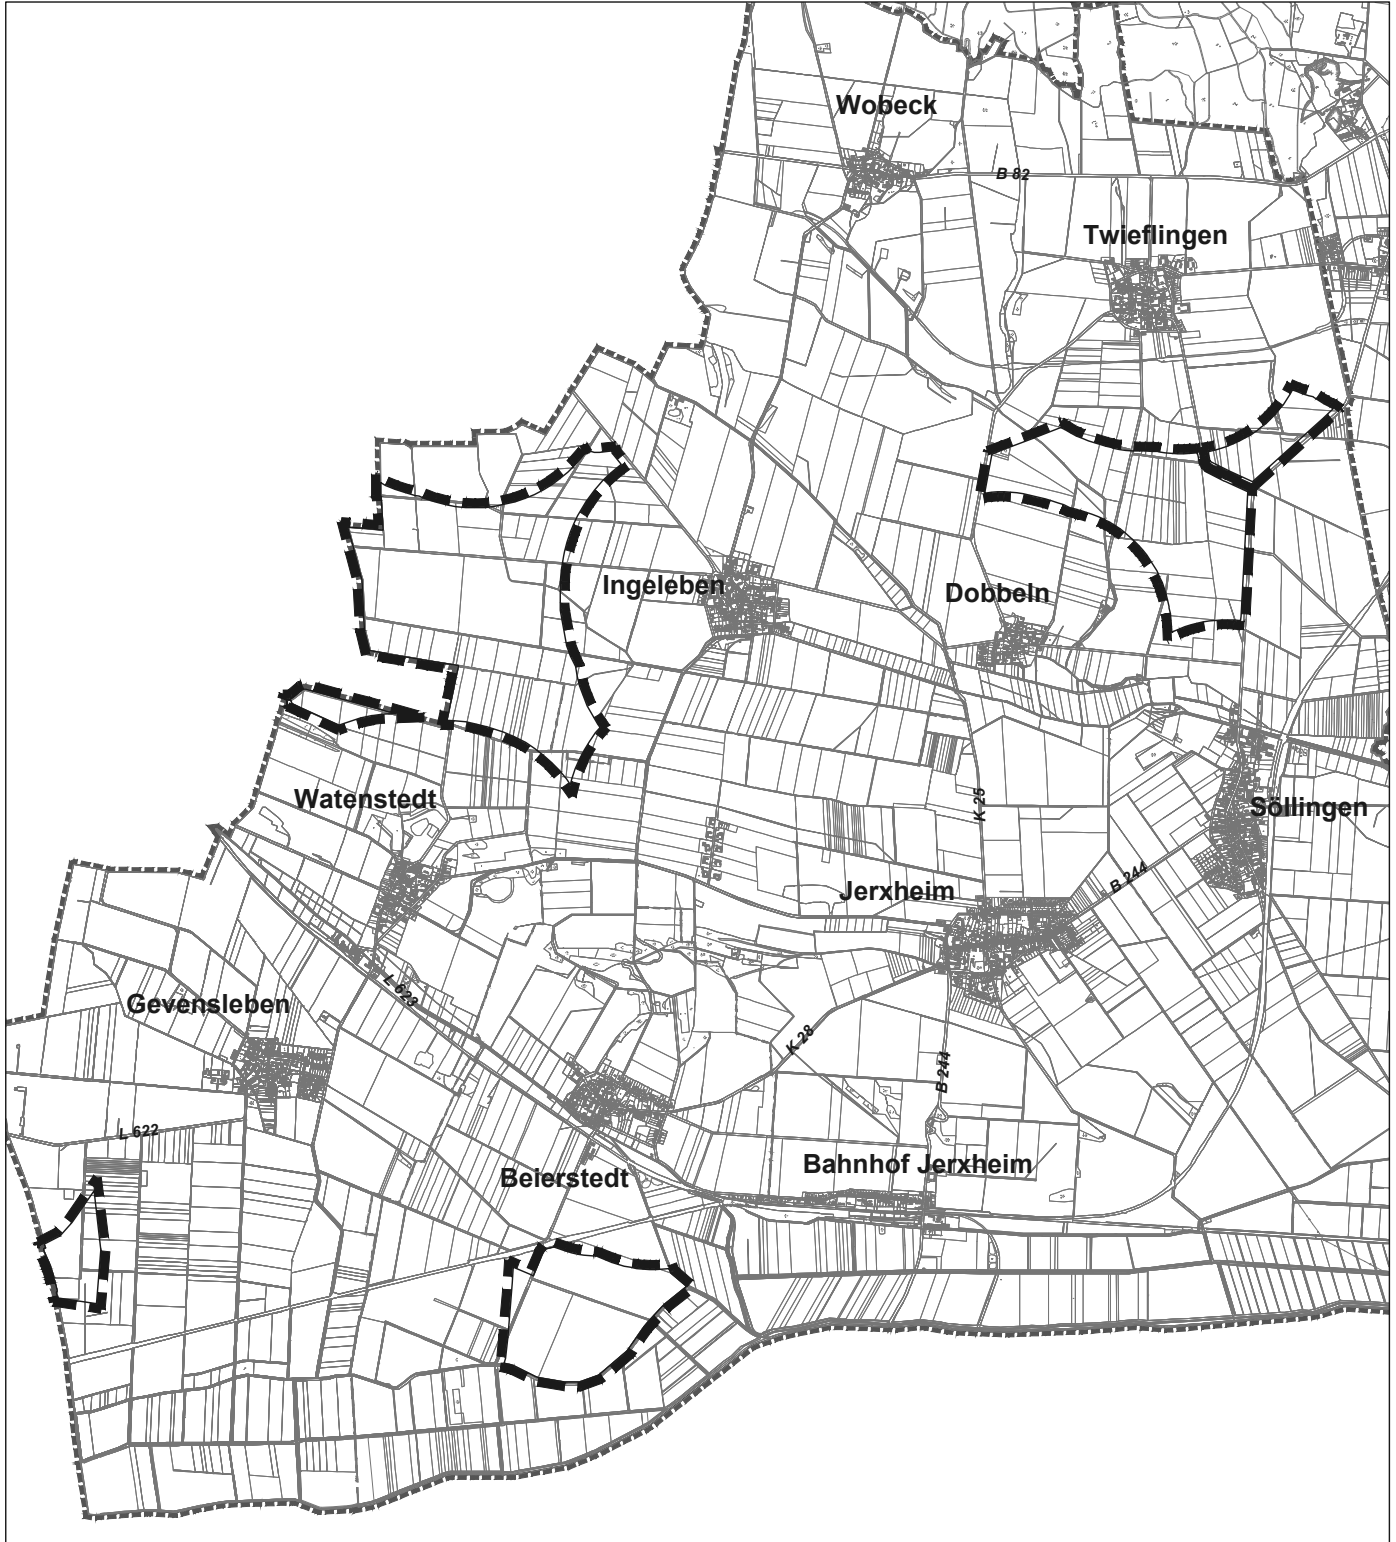 Wobeck
B 82
Twieflingen
Ingeleben
Dobbeln
Watenstedt
K 25
Söllingen
Jerxheim
B 244
L 623
Gevensleben
K 28
B 244
L 622
Bahnhof Jerxheim
Beierstedt